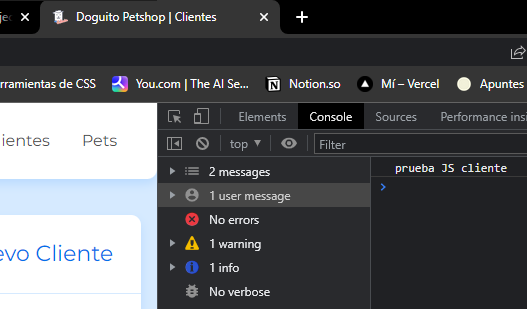 Doguito Petshop | Clientes
rramientas de CSS
You.com | The AI Se...
Notion.so
Mí – Vercel
Apuntes
ientes
Pets
Elements
Console
Sources
Performance insi
top
Filter
2 messages
1 user message
No errors
1 warning
1 info
No verbose
prueba JS cliente
evo Cliente